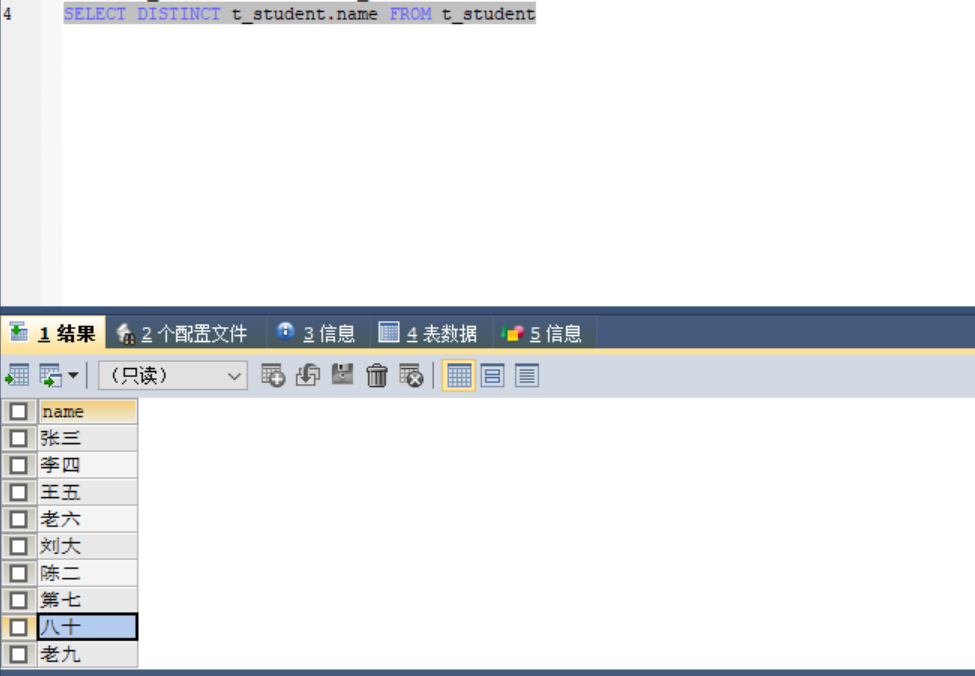 4 SELECT DISTINCT t_student.name FROM t_student
1 结果 2 个配置文件 3 信息 4 表数据 5 信息
（只读）
name
张三
李四
王五
老六
刘大
陈二
第七
八十
老九